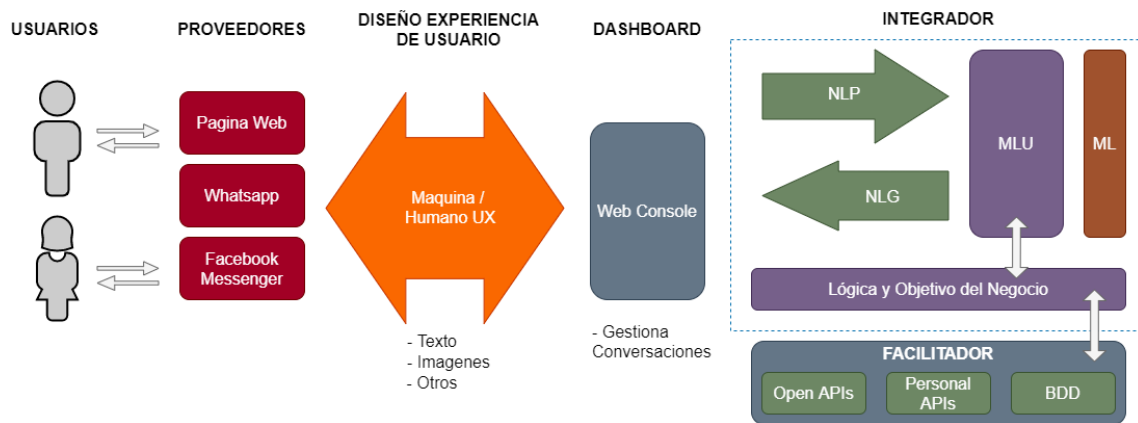 USUARIOS
PROVEEDORES
DISEÑO EXPERIENCIA
DE USUARIO
DASHBOARD
INTEGRADOR
Pagina Web
Whatsapp
Facebook
Messenger
Maquina /
Humano UX
- Texto
- Imagenes
- Otros
Web Console
- Gestiona
Conversaciones
NLP
NLG
MLU
ML
Lógica y Objetivo del Negocio
FACILITADOR
Open APIs
Personal
APIs
BDD